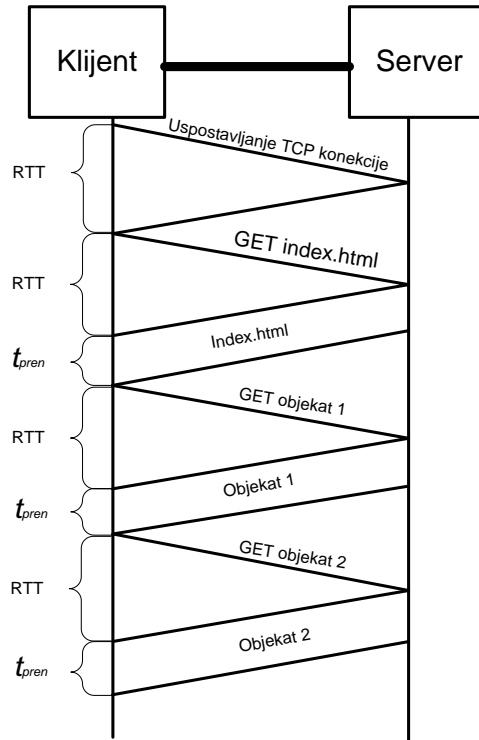 Klijent
Server
Uspostavljanje TCP konekcije
RTT
GET index.html
RTT
Index.html
tpren
GET objekat 1
RTT
Objekat 1
tpren
GET objekat 2
RTT
Objekat 2
tpren